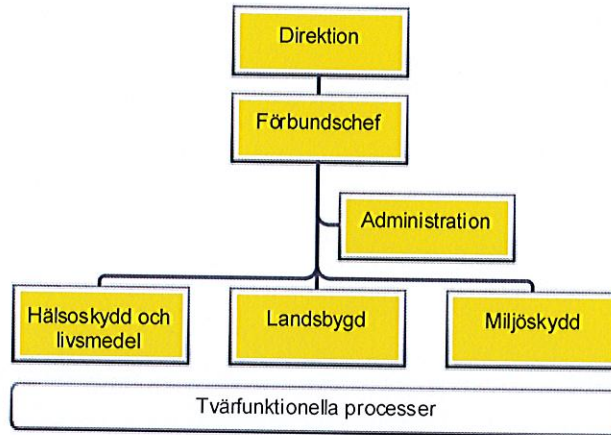 Direktion
Förbundschef
Administration
Hälsoskydd och
livsmedel
Landsbygd
Miljöskydd
Tvärfunktionella processer